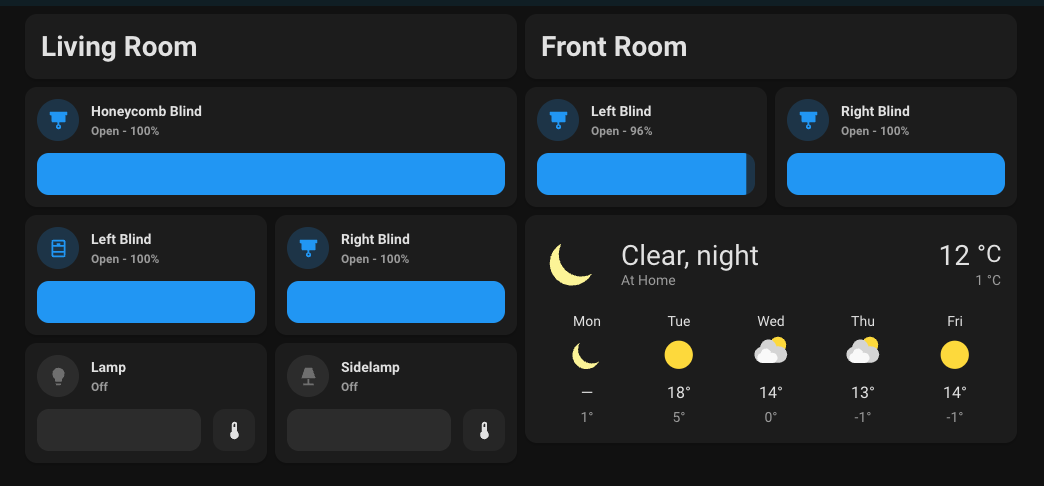 Living Room
Honeycomb Blind
Open - 100%
Left Blind
Open - 100%
Right Blind
Open - 100%
Lamp
Off
Sidelamp
Off
Front Room
Left Blind
Open - 96%
Right Blind
Open - 100%
Clear, night
12 °C
At Home
1 °C
Mon Tue Wed Thu Fri
— 18° 14° 13° 14°
1° 5° 0° -1° -1°